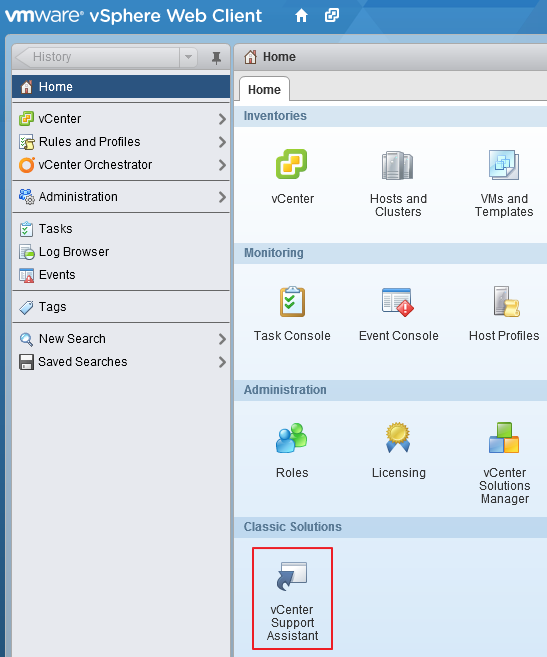 vmware® vSphere Web Client
History
Home
vCenter
Rules and Profiles
vCenter Orchestrator
Administration
Tasks
Log Browser
Events
Tags
New Search
Saved Searches
Home
Home
Inventories
vCenter
Hosts and
Clusters
VMs and
Templates
Monitoring
Task Console
Event Console
Host Profiles
Administration
Roles
Licensing
vCenter
Solutions
Manager
Classic Solutions
vCenter
Support
Assistant